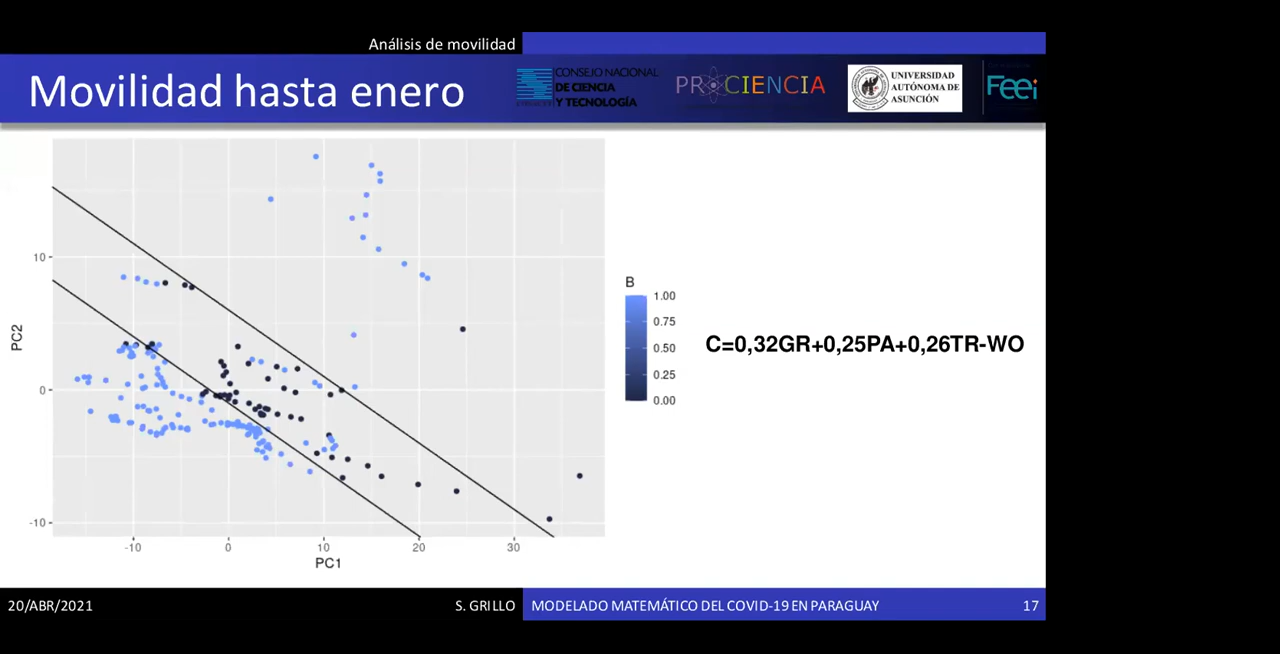 Análisis de movilidad
Movilidad hasta enero
CONSEJO NACIONAL
DE CIENCIA
Y TECNOLOGÍA
PROCIENCIA
UNIVERSIDAD
AUTÓNOMA DE
ASUNCIÓN
Feei
PC2
10
0
-10
-10
0
10
20
30
PC1
B
1.00
0.75
0.50
0.25
0.00
C=0,32GR+0,25PA+0,26TR-WO
20/ABR/2021
S. GRILLO
MODELADO MATEMÁTICO DEL COVID-19 EN PARAGUAY
17